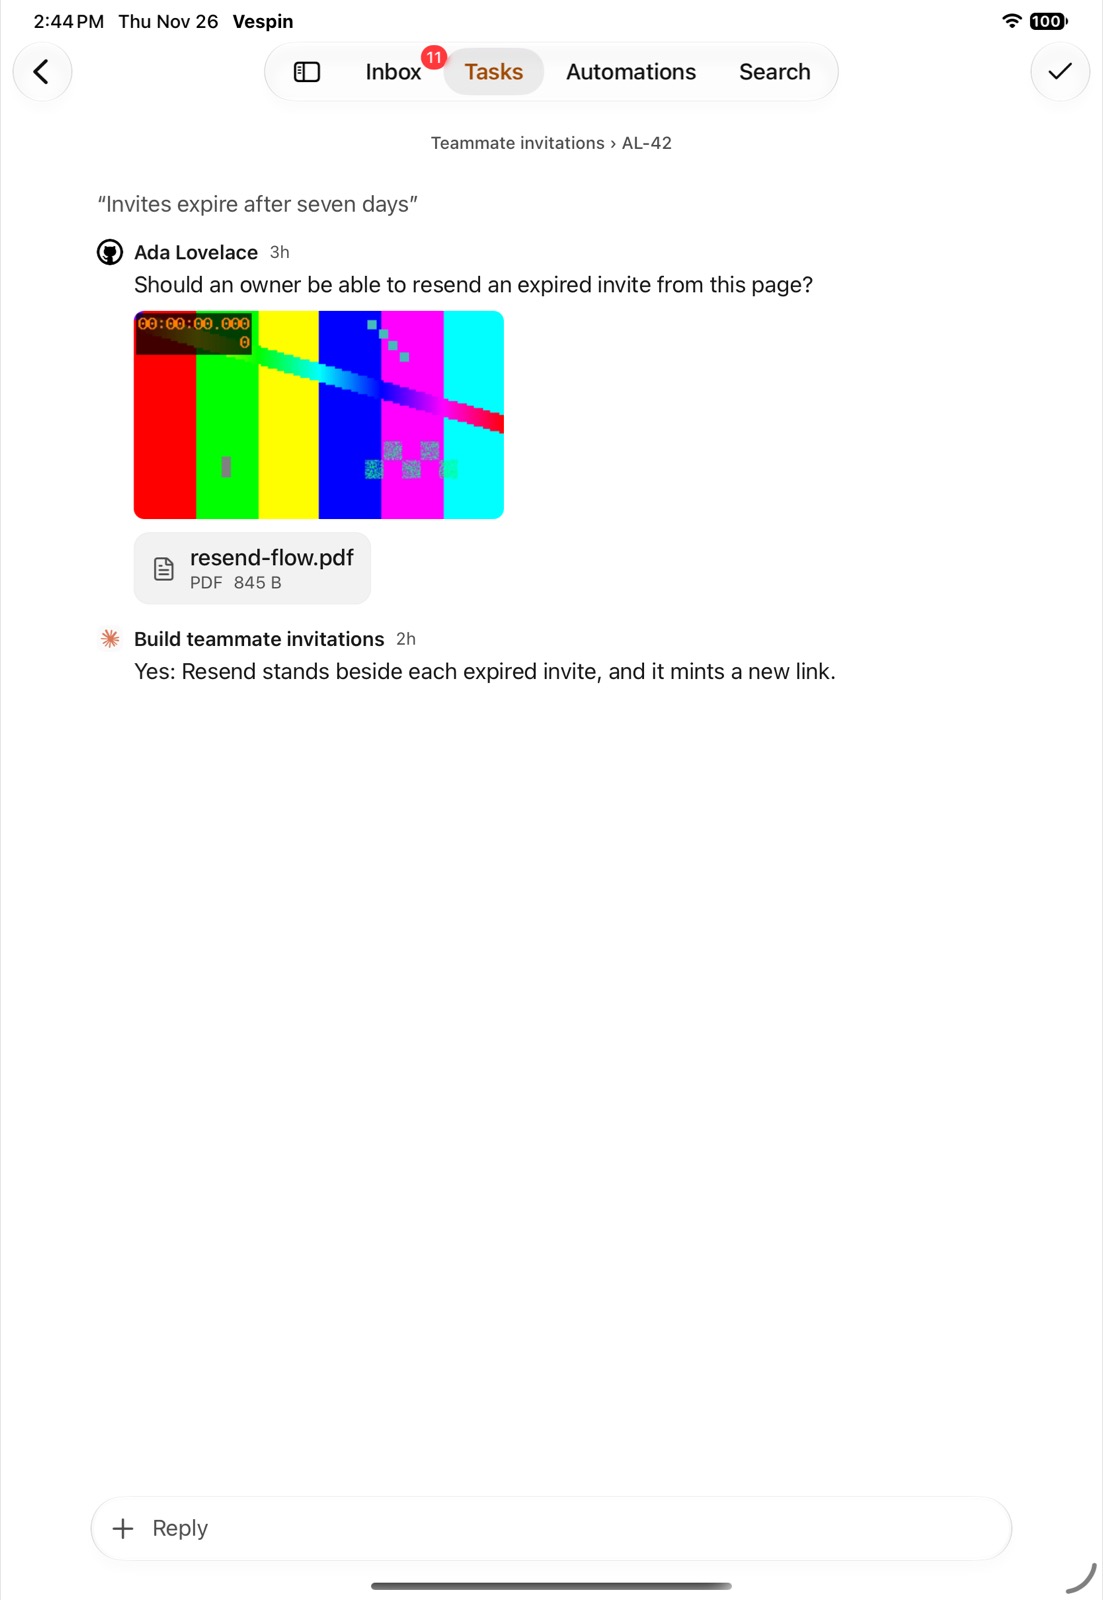 2:44 PM Thu Nov 26 Vespin
100
Inbox
11
Tasks
Automations
Search
Teammate invitations › AL-42
“Invites expire after seven days”
Ada Lovelace 3h
Should an owner be able to resend an expired invite from this page?
00:00:00.000
0
resend-flow.pdf
PDF 845 B
Build teammate invitations 2h
Yes: Resend stands beside each expired invite, and it mints a new link.
Reply